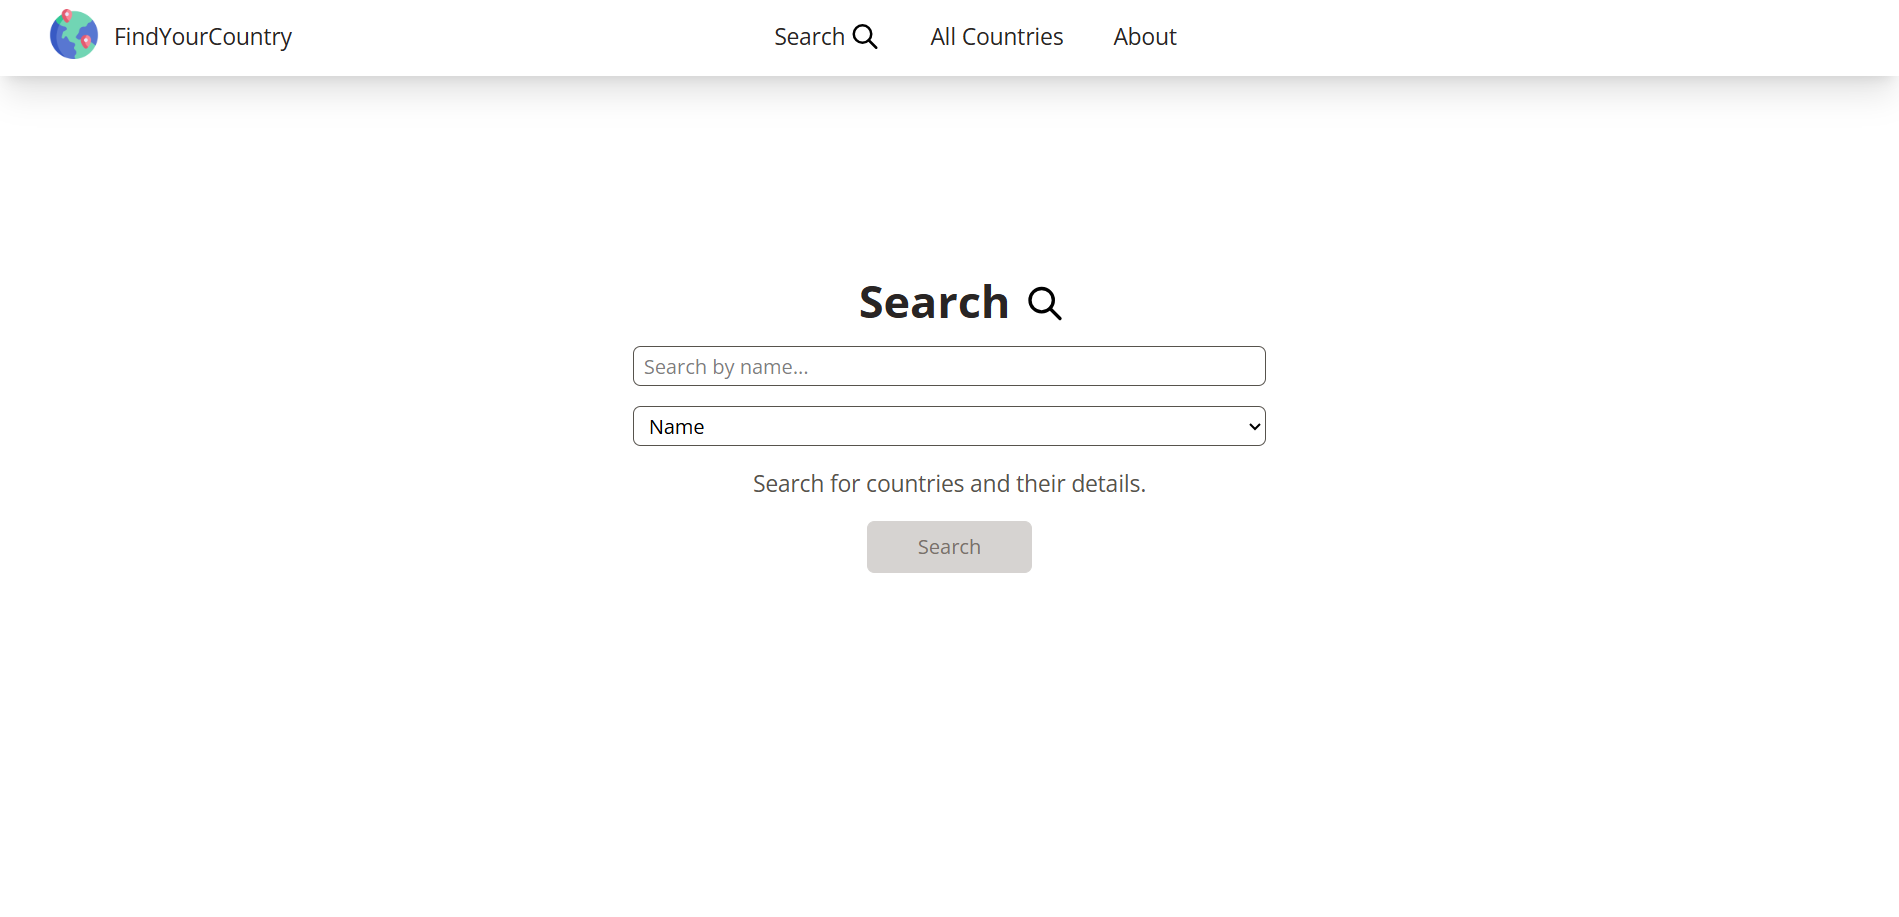 FindYourCountry
Search
All Countries
About
Search
Search by name...
Name
Search for countries and their details.
Search